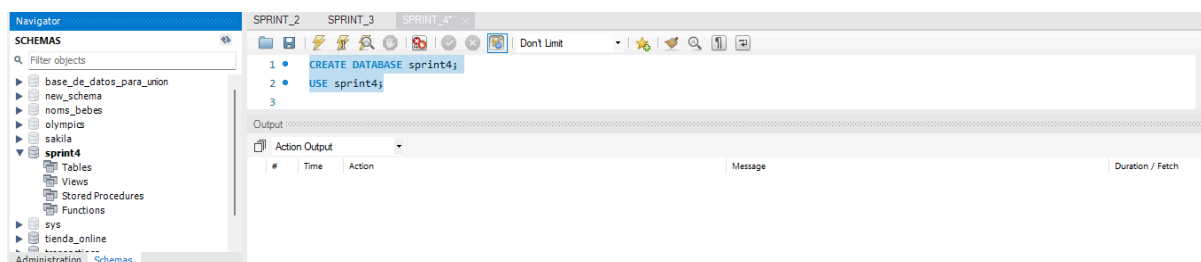 Navigator
SCHEMAS
Filter objects
base_de_datos_para_union
new_schema
noms_bebes
olympics
sakila
sprint4
Tables
Views
Stored Procedures
Functions
sys
tienda_online
Administration Schemas
SPRINT_2 SPRINT_3 SPRINT_4* ×
Don't Limit
1 CREATE DATABASE sprint4;
2 USE sprint4;
3
Output
Action Output
# Time Action Message Duration / Fetch